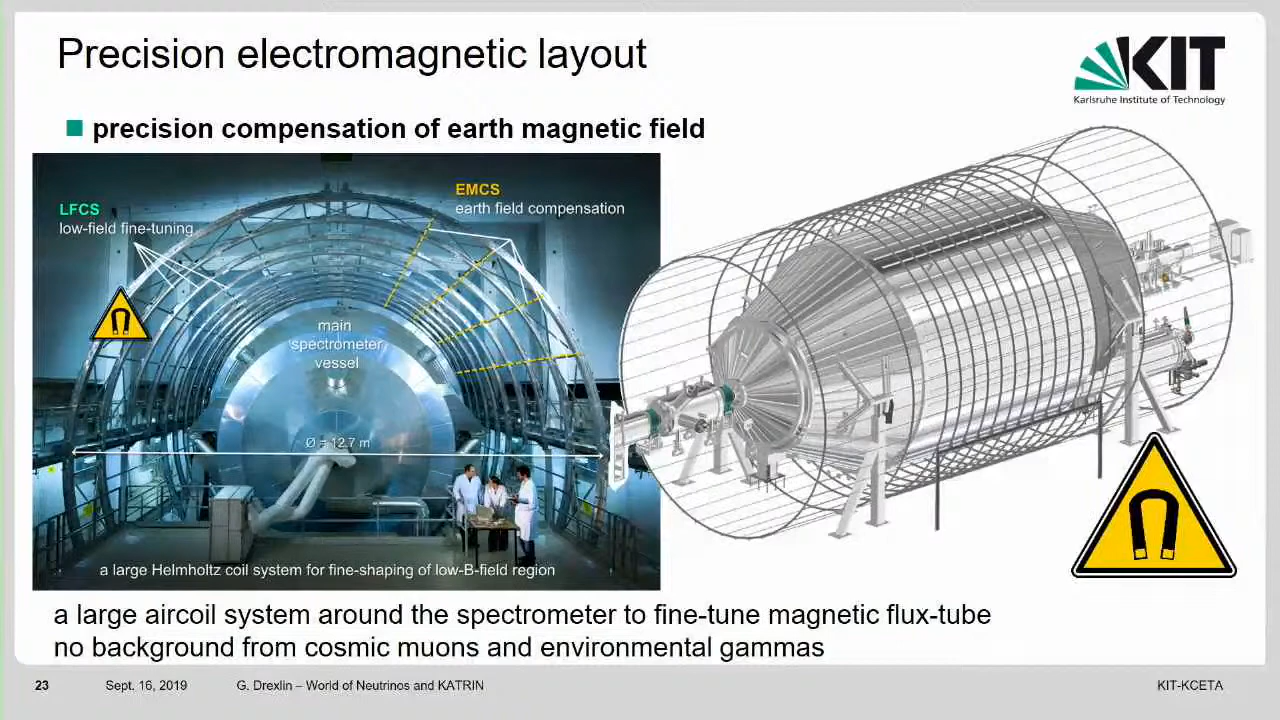 Precision electromagnetic layout
KIT
Karlsruhe Institute of Technology
precision compensation of earth magnetic field
EMCS
earth field compensation
LFCS
low-field fine-tuning
main
spectrometer
vessel
Ø = 12.7 m
a large Helmholtz coil system for fine-shaping of low-B-field region
a large aircoil system around the spectrometer to fine-tune magnetic flux-tube
no background from cosmic muons and environmental gammas
23 Sept. 16, 2019 G. Drexlin – World of Neutrinos and KATRIN KIT-KCETA